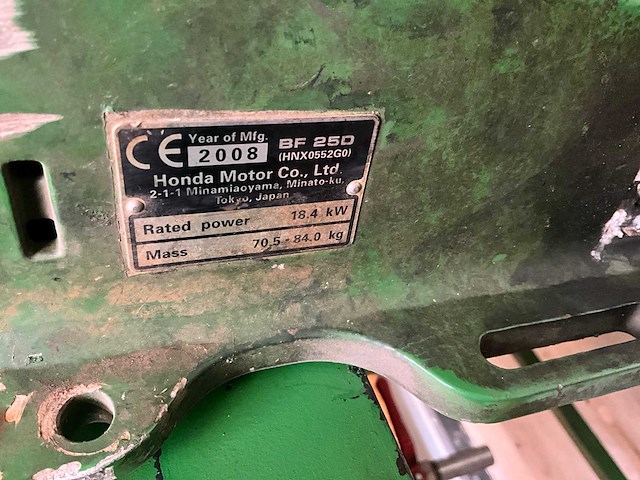 CE Year of Mfg. BF 25D
2008 (HNX0552G0)
Honda Motor Co., Ltd.
2-1-1 Minamiaoyama, Minato-ku,
Tokyo, Japan
Rated power 18.4 kW
Mass 70.5 - 84.0 kg